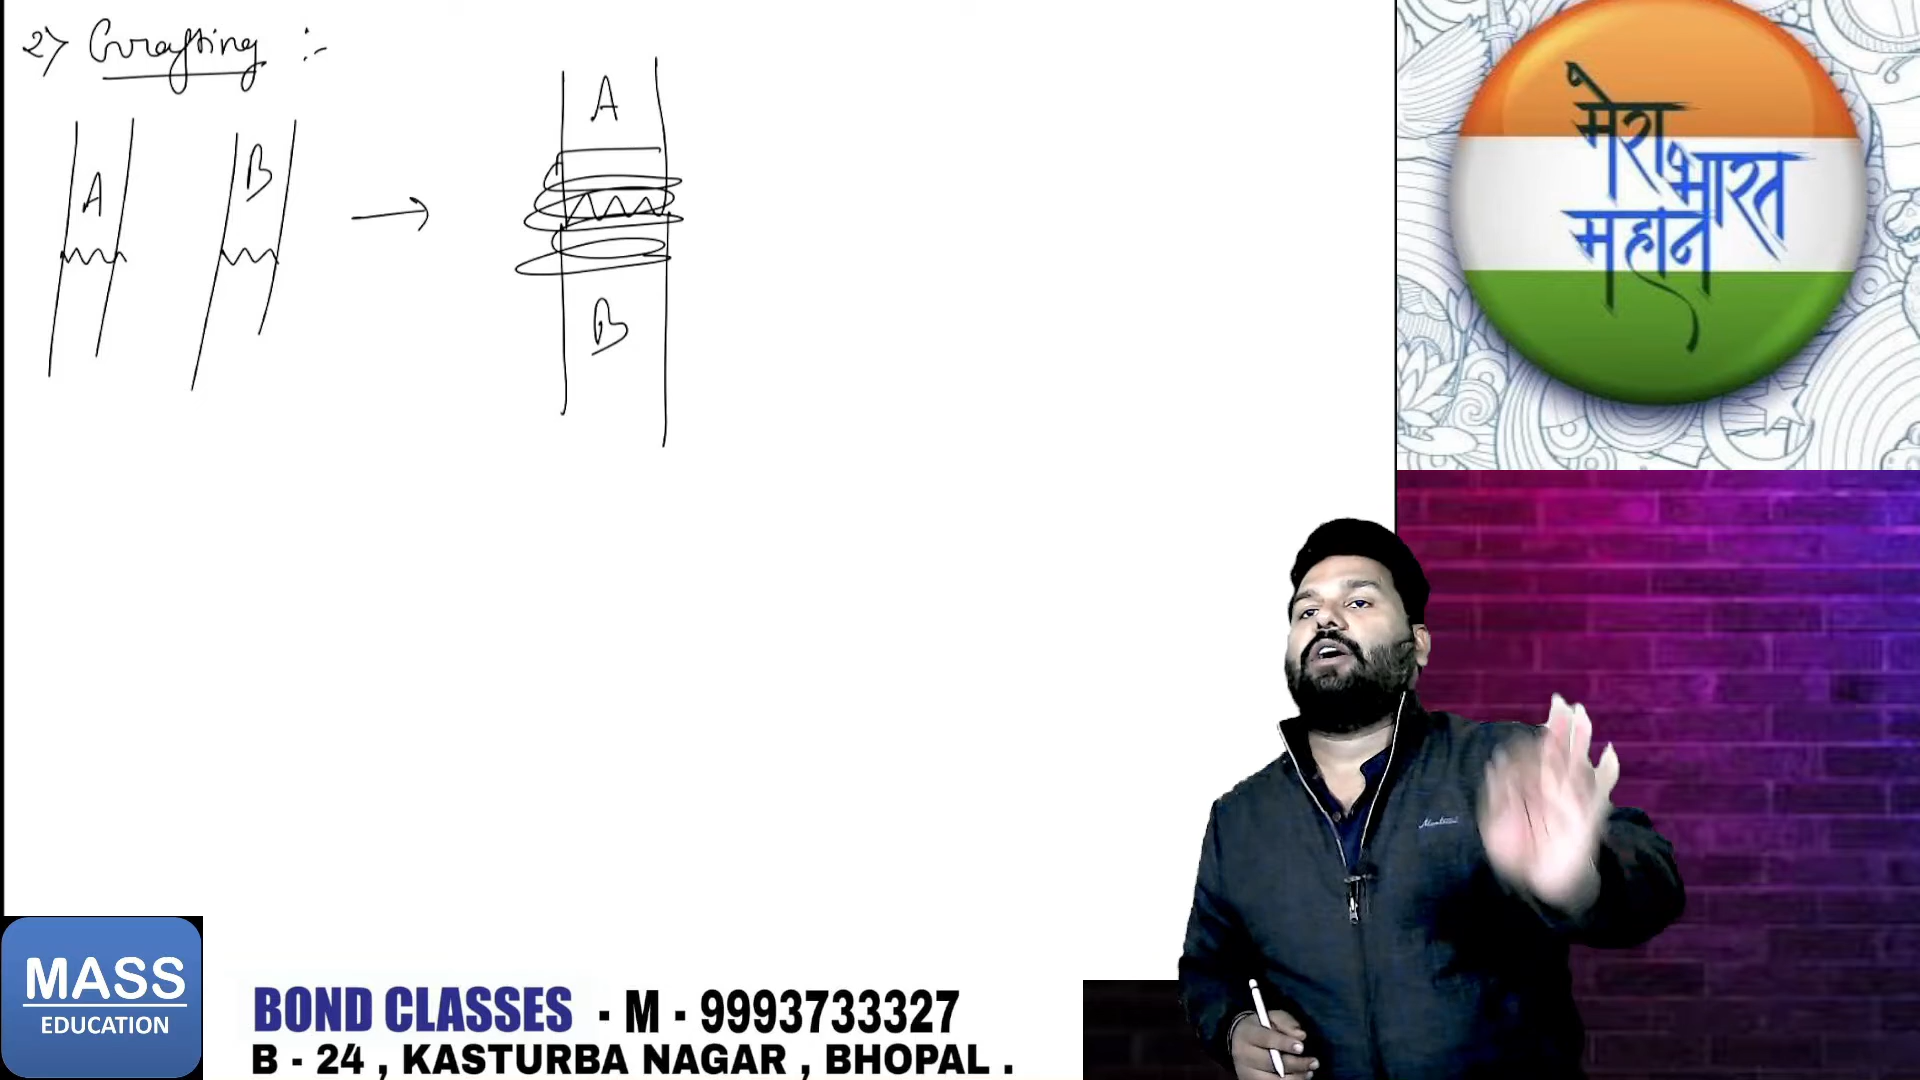 2) Grafting :-
A
B
→
A
B
मेरा
भारत
महान
MASS
EDUCATION
BOND CLASSES - M - 9993733327
B - 24 , KASTURBA NAGAR , BHOPAL .